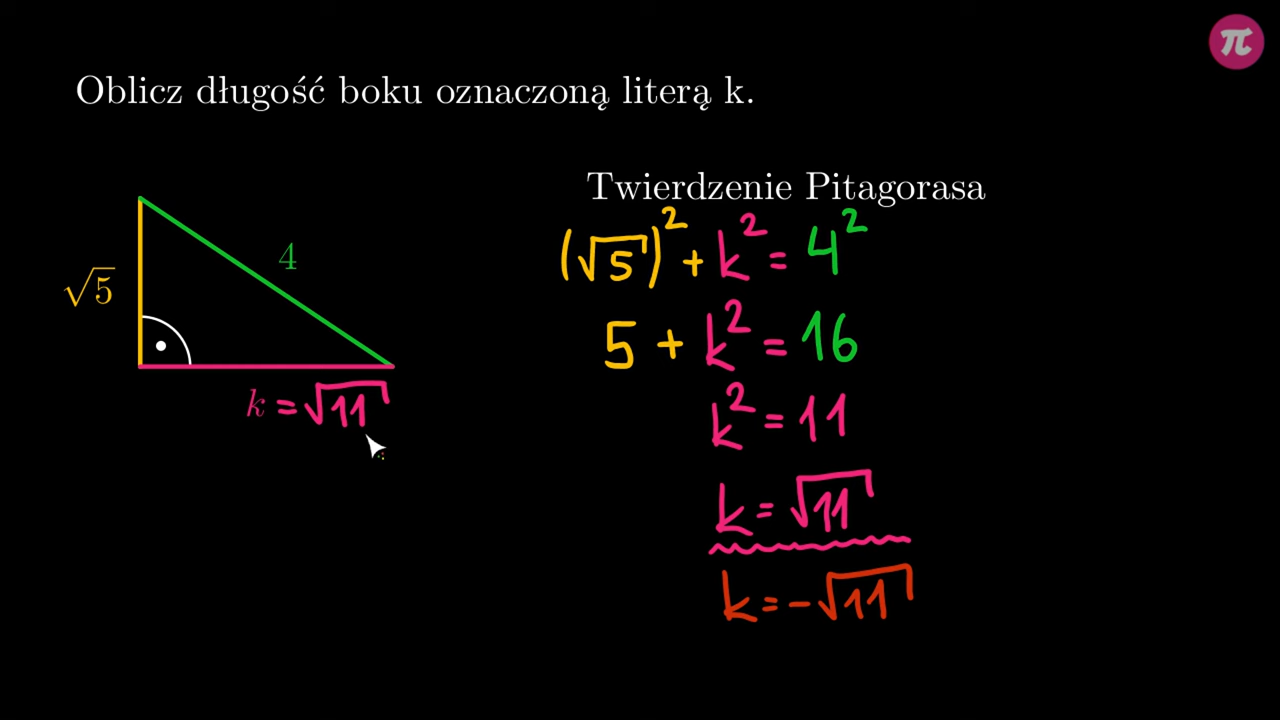 π
Oblicz długość boku oznaczoną literą k.
Twierdzenie Pitagorasa
√5
4
k = √11
(√5)² + k² = 4²
5 + k² = 16
k² = 11
k = √11
k = -√11